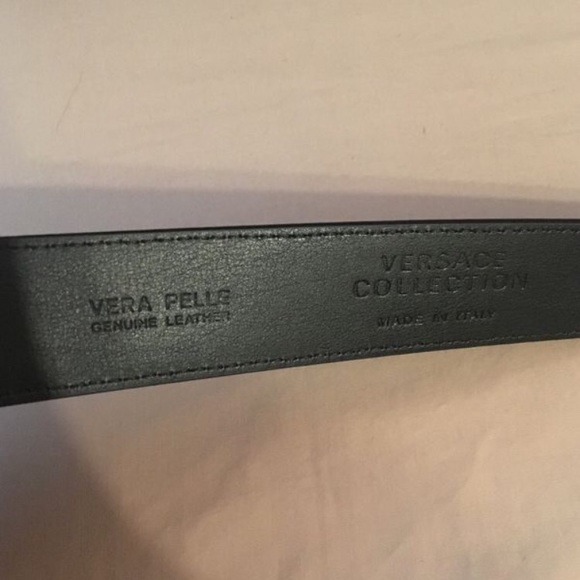 VERA PELLE
GENUINE LEATHER
VERSACE
COLLECTION
MADE IN ITALY